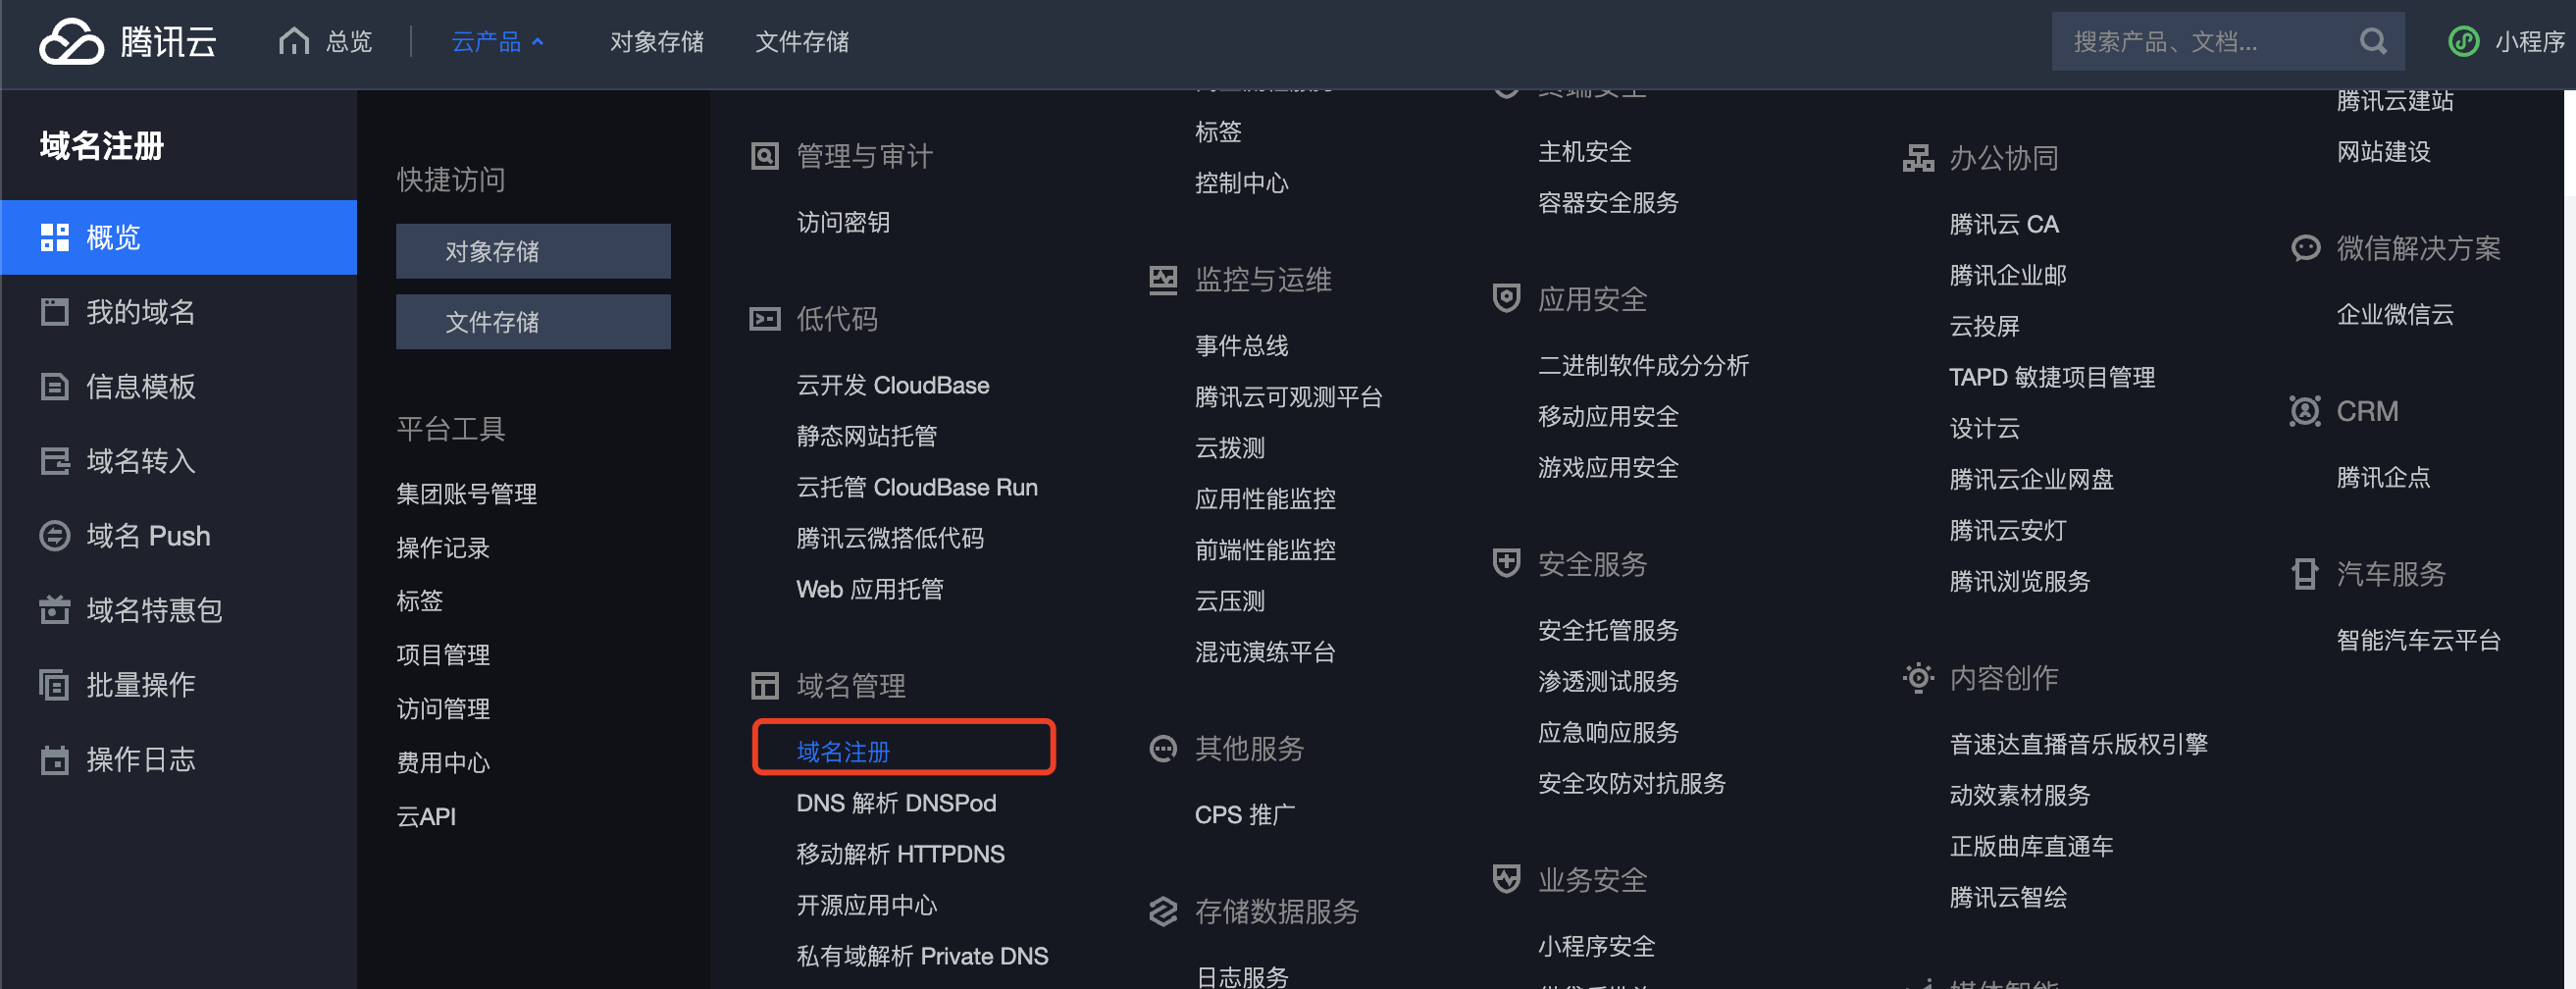 腾讯云
总览
云产品
对象存储
文件存储
搜索产品、文档...
小程序
域名注册
概览
我的域名
信息模板
域名转入
域名 Push
域名特惠包
批量操作
操作日志
快捷访问
对象存储
文件存储
平台工具
集团账号管理
操作记录
标签
项目管理
访问管理
费用中心
云API
管理与审计
访问密钥
低代码
云开发 CloudBase
静态网站托管
云托管 CloudBase Run
腾讯云微搭低代码
Web 应用托管
域名管理
域名注册
DNS 解析 DNSPod
移动解析 HTTPDNS
开源应用中心
私有域解析 Private DNS
标签
控制中心
监控与运维
事件总线
腾讯云可观测平台
云拨测
应用性能监控
前端性能监控
云压测
混沌演练平台
其他服务
CPS 推广
存储数据服务
日志服务
终端安全
主机安全
容器安全服务
应用安全
二进制软件成分分析
移动应用安全
游戏应用安全
安全服务
安全托管服务
渗透测试服务
应急响应服务
安全攻防对抗服务
业务安全
小程序安全
办公协同
腾讯云 CA
腾讯企业邮
云投屏
TAPD 敏捷项目管理
设计云
腾讯云企业网盘
腾讯云安灯
腾讯浏览服务
内容创作
音速达直播音乐版权引擎
动效素材服务
正版曲库直通车
腾讯云智绘
腾讯云建站
网站建设
微信解决方案
企业微信云
CRM
腾讯企点
汽车服务
智能汽车云平台